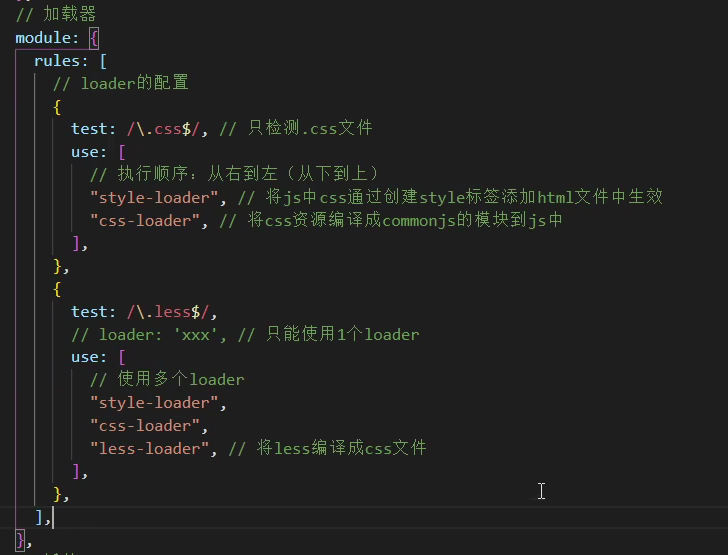 // 加载器
module: {
rules: [
// loader的配置
{
test: /\.css$/, // 只检测.css文件
use: [
// 执行顺序：从右到左（从下到上）
"style-loader", // 将js中css通过创建style标签添加html文件中生效
"css-loader", // 将css资源编译成commonjs的模块到js中
],
},
{
test: /\.less$/,
// loader: 'xxx', // 只能使用1个loader
use: [
// 使用多个loader
"style-loader",
"css-loader",
"less-loader", // 将less编译成css文件
],
},
],
},